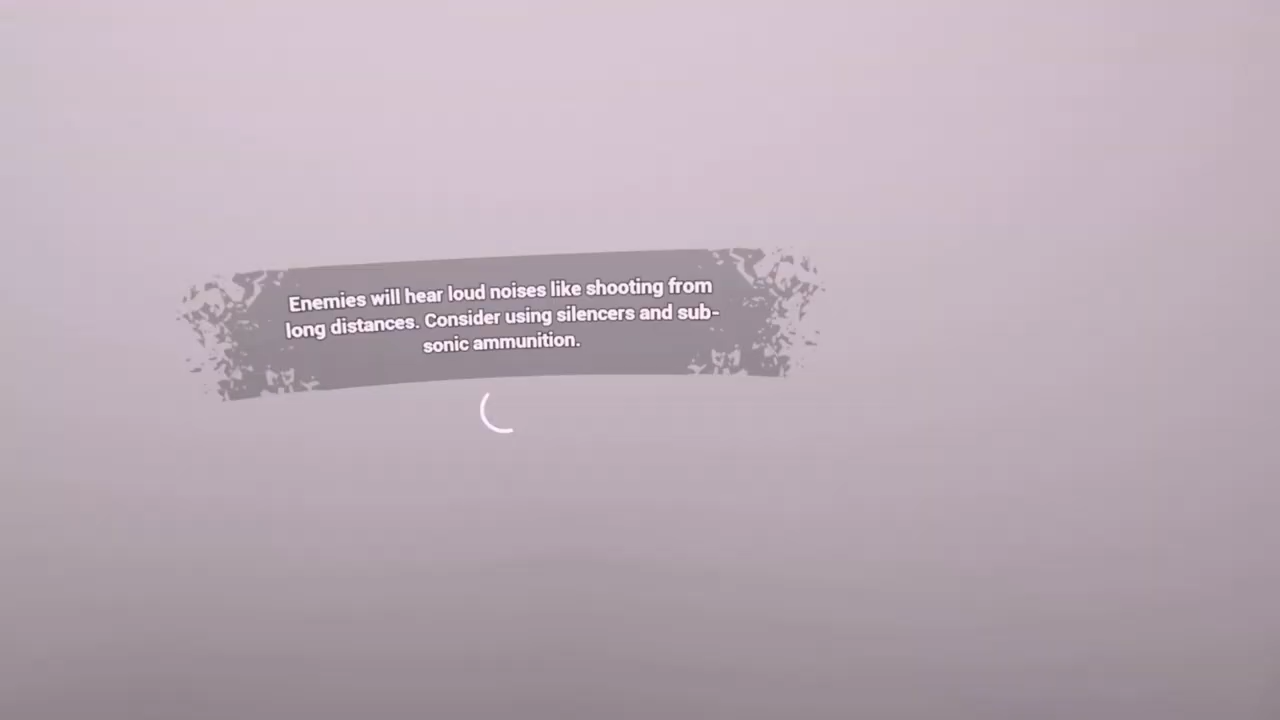 Enemies will hear loud noises like shooting from
long distances. Consider using silencers and sub-
sonic ammunition.